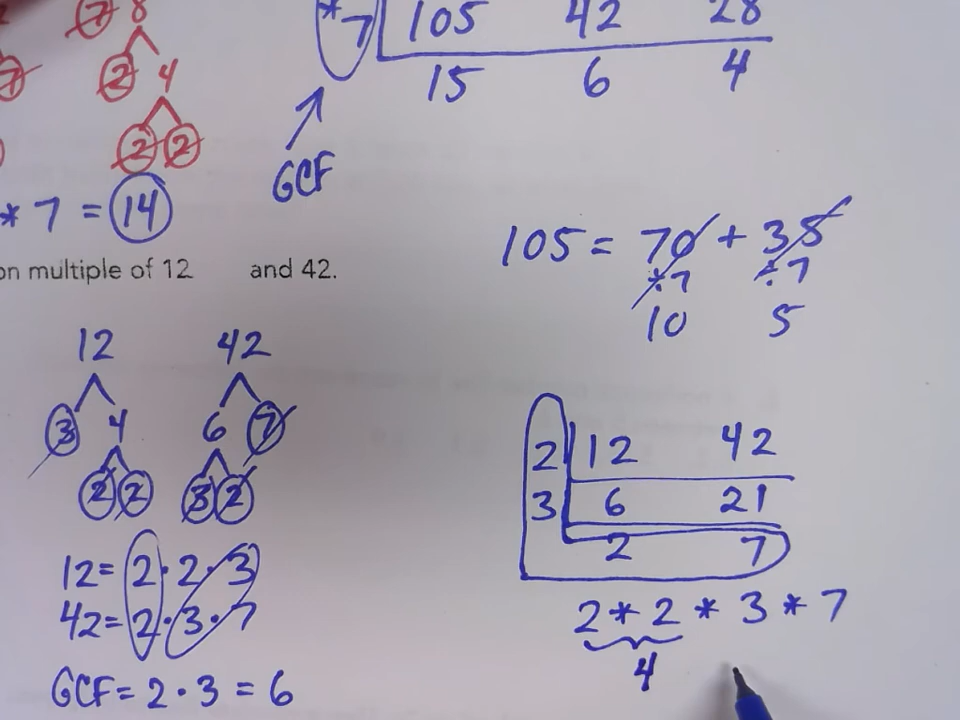 7 8
* 7 105 42 28
7 2 4 15 6 4
2 2
GCF
* 7 = 14
105 = 70 + 35
÷7 ÷7
10 5
on multiple of 12 and 42.
12 42
3 4 6 7
2 2 3 2
2 12 42
3 6 21
2 7
12 = 2 · 2 · 3
42 = 2 · 3 · 7
2 * 2 * 3 * 7
4
GCF = 2 · 3 = 6